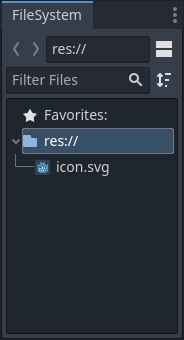 FileSystem
res://
Filter Files
Favorites:
res://
icon.svg